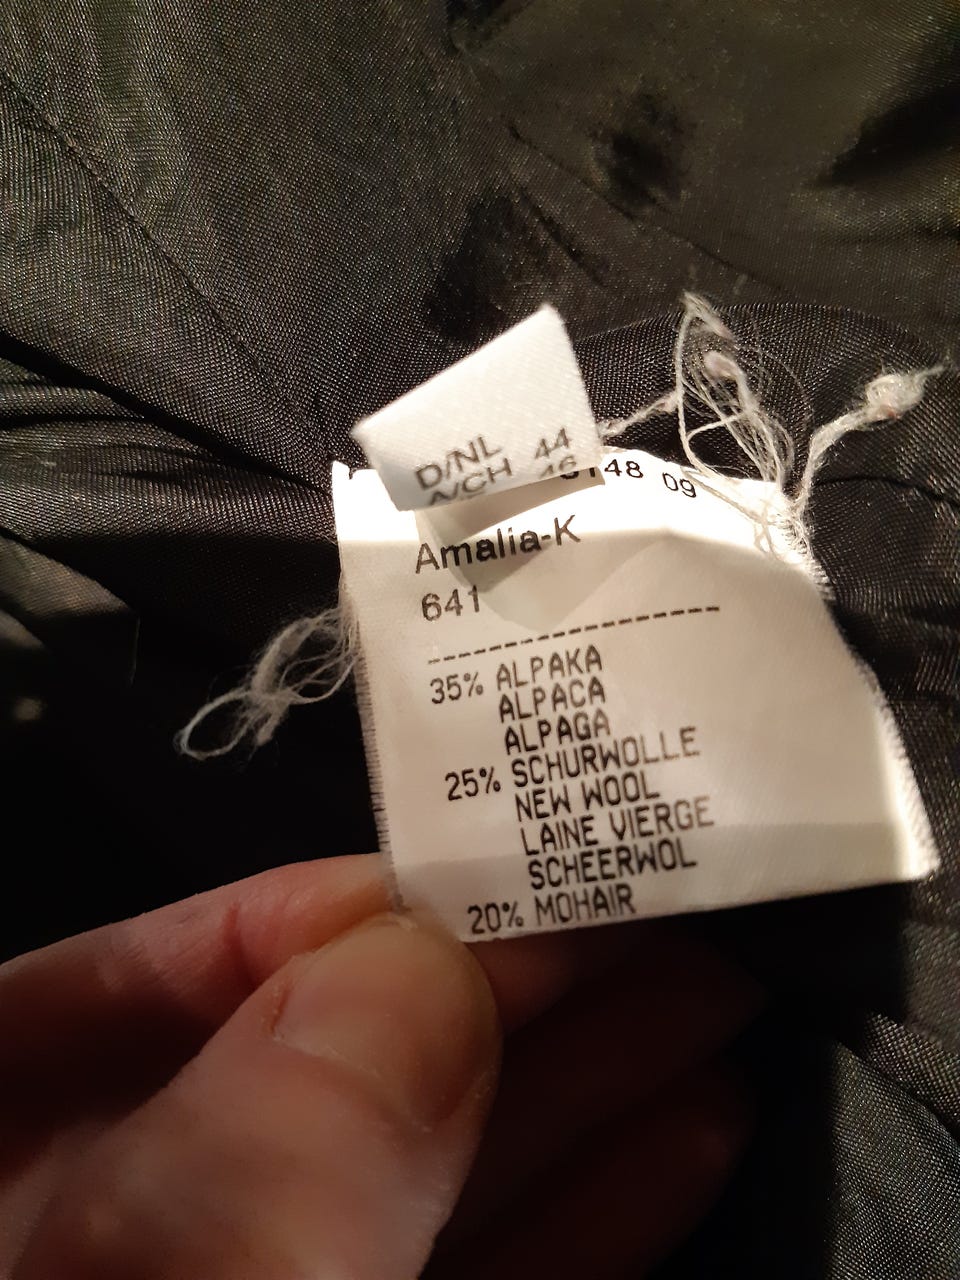 D/NL 44
A/CH 46
48 09
Amalia-K
641
35% ALPAKA
ALPACA
ALPAGA
25% SCHURWOLLE
NEW WOOL
LAINE VIERGE
SCHEERWOL
20% MOHAIR